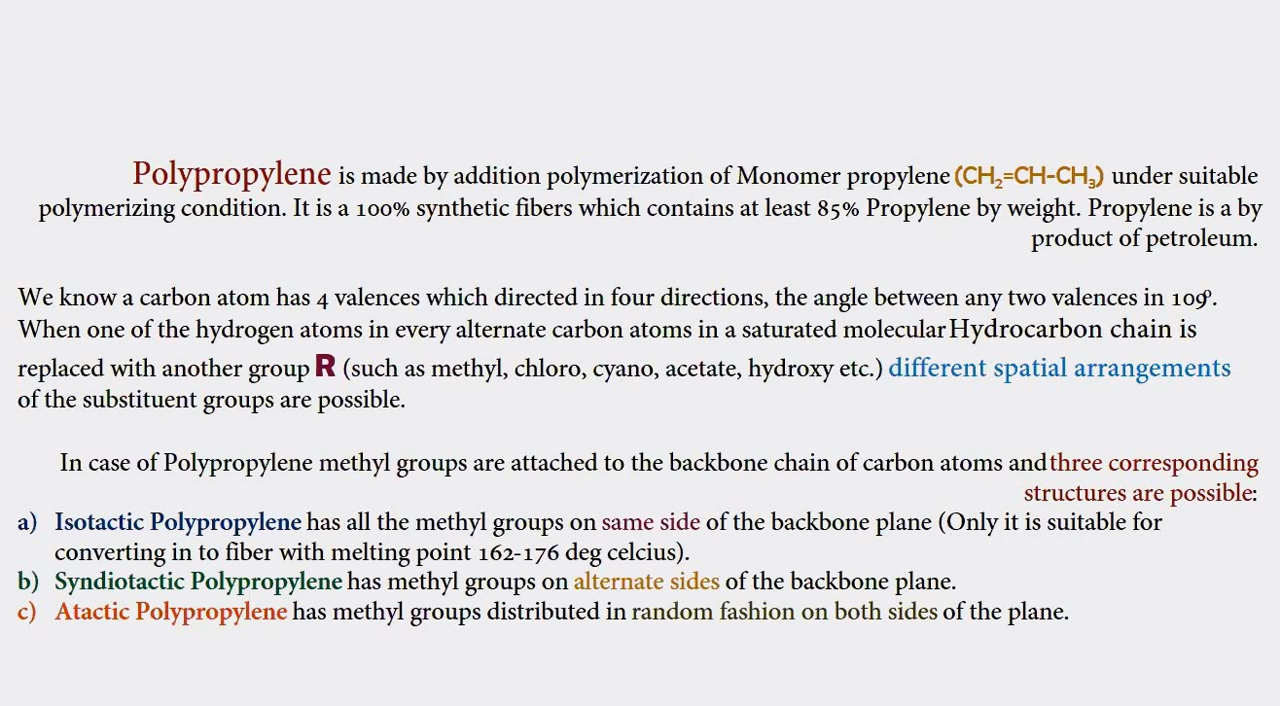 Polypropylene is made by addition polymerization of Monomer propylene (CH₂=CH-CH₃) under suitable
polymerizing condition. It is a 100% synthetic fibers which contains at least 85% Propylene by weight. Propylene is a by
product of petroleum.
We know a carbon atom has 4 valences which directed in four directions, the angle between any two valences in 109°.
When one of the hydrogen atoms in every alternate carbon atoms in a saturated molecular Hydrocarbon chain is
replaced with another group R (such as methyl, chloro, cyano, acetate, hydroxy etc.) different spatial arrangements
of the substituent groups are possible.
In case of Polypropylene methyl groups are attached to the backbone chain of carbon atoms and three corresponding
structures are possible:
a) Isotactic Polypropylene has all the methyl groups on same side of the backbone plane (Only it is suitable for
converting in to fiber with melting point 162-176 deg celcius).
b) Syndiotactic Polypropylene has methyl groups on alternate sides of the backbone plane.
c) Atactic Polypropylene has methyl groups distributed in random fashion on both sides of the plane.